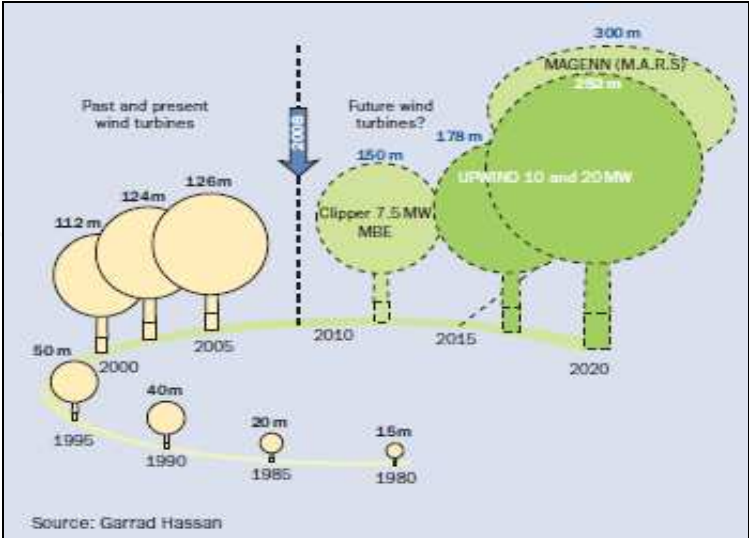 300 m
MAGENN (M.A.R.S)
250 m
Past and present
wind turbines
2008
Future wind
turbines?
178 m
150 m
UPWIND 10 and 20 MW
126m
124m
112 m
Clipper 7.5 MW
MBE
2000
2005
2010
2015
2020
50 m
40m
20 m
15m
1995
1990
1985
1980
Source: Garrad Hassan